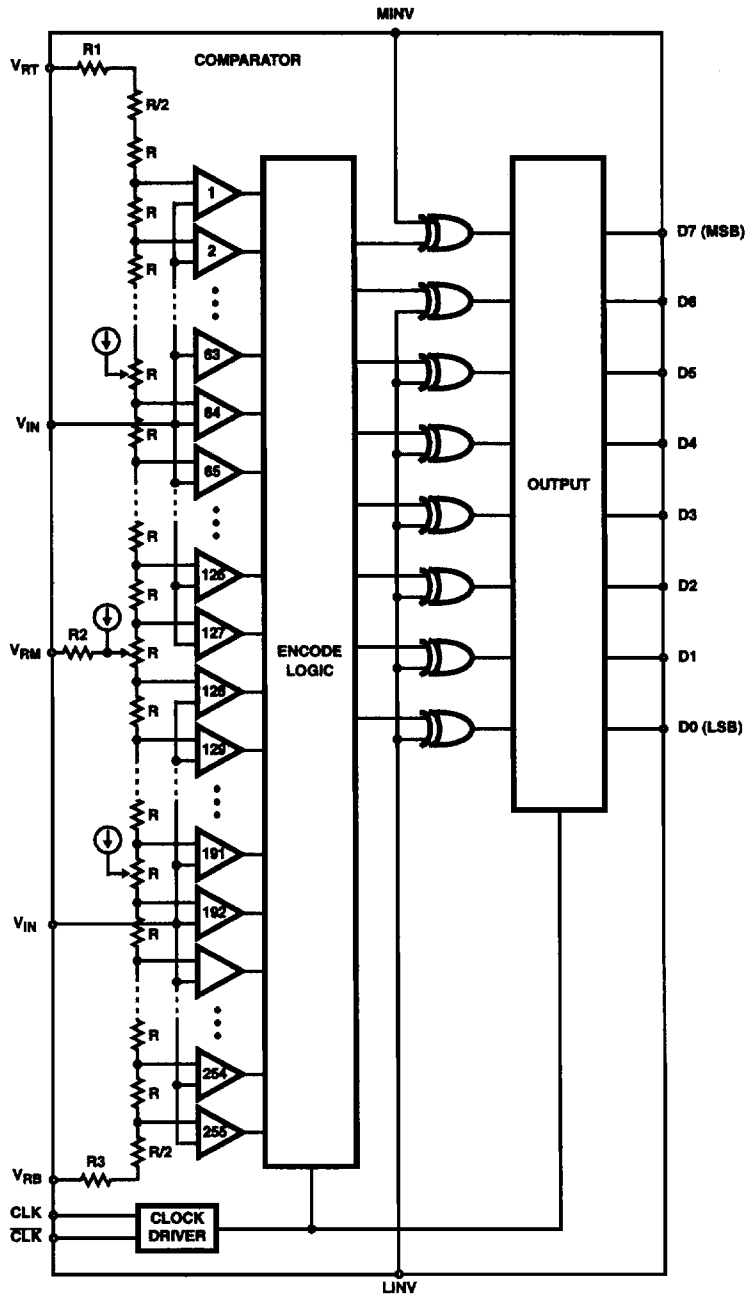 MINV
COMPARATOR
VRT
R1
R/2
R
1
R
2
R
63
R
VIN
64
R
65
R
126
R
127
VRM
R2
R
128
R
129
R
191
R
VIN
192
R
R
254
R
255
R/2
VRB
R3
CLK
CLK
CLOCK
DRIVER
ENCODE
LOGIC
OUTPUT
D7 (MSB)
D6
D5
D4
D3
D2
D1
D0 (LSB)
LINV